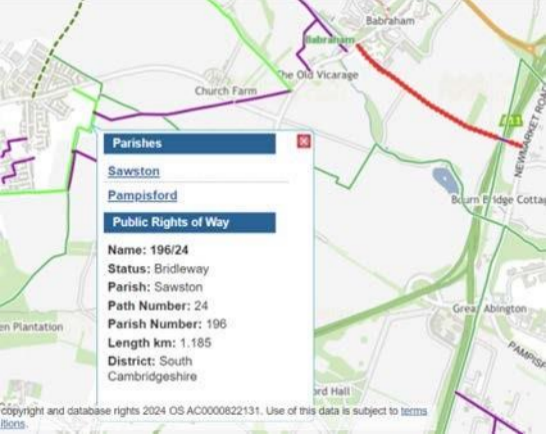 Babraham
Babraham
The Old Vicarage
Church Farm
A11
NEWMARKET ROAD
Parishes
Sawston
Pampisford
Public Rights of Way
Name: 196/24
Status: Bridleway
Parish: Sawston
Path Number: 24
Parish Number: 196
Length km: 1.185
District: South
Cambridgeshire
Bourn Bridge Cottag
Great Abington
PAMPISF
en Plantation
ord Hall
copyright and database rights 2024 OS AC0000822131. Use of this data is subject to terms
itions.